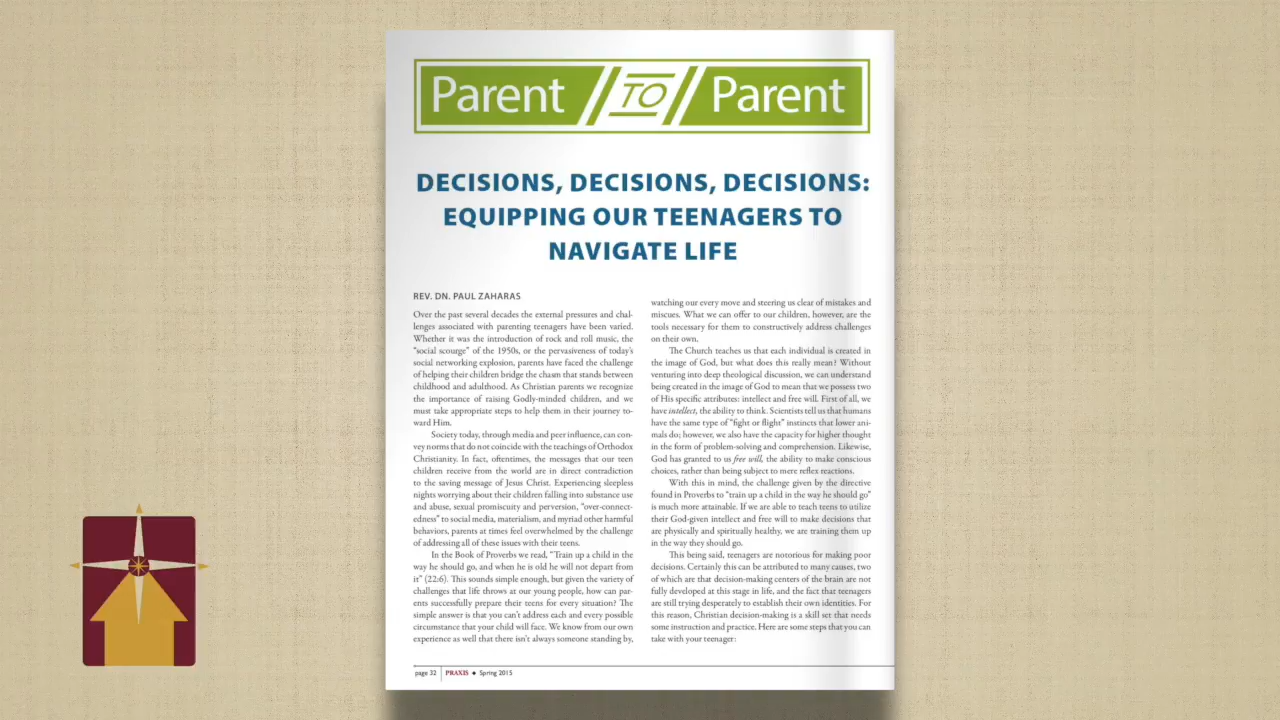 Parent TO Parent
DECISIONS, DECISIONS, DECISIONS:
EQUIPPING OUR TEENAGERS TO
NAVIGATE LIFE
REV. DN. PAUL ZAHARAS
Over the past several decades the external pressures and chal-
lenges associated with parenting teenagers have been varied.
Whether it was the introduction of rock and roll music, the
“social scourge” of the 1950s, or the pervasiveness of today’s
social networking explosion, parents have faced the challenge
of helping their children bridge the chasm that stands between
childhood and adulthood. As Christian parents we recognize
the importance of raising Godly-minded children, and we
must take appropriate steps to help them in their journey to-
ward Him.
Society today, through media and peer influence, can con-
vey norms that do not coincide with the teachings of Orthodox
Christianity. In fact, oftentimes, the messages that our teen
children receive from the world are in direct contradiction
to the saving message of Jesus Christ. Experiencing sleepless
nights worrying about their children falling into substance use
and abuse, sexual promiscuity and perversion, “over-connect-
edness” to social media, materialism, and myriad other harmful
behaviors, parents at times feel overwhelmed by the challenge
of addressing all of these issues with their teens.
In the Book of Proverbs we read, “Train up a child in the
way he should go, and when he is old he will not depart from
it” (22:6). This sounds simple enough, but given the variety of
challenges that life throws at our young people, how can par-
ents successfully prepare their teens for every situation? The
simple answer is that you can’t address each and every possible
circumstance that your child will face. We know from our own
experience as well that there isn’t always someone standing by,
watching our every move and steering us clear of mistakes and
miscues. What we can offer to our children, however, are the
tools necessary for them to constructively address challenges
on their own.
The Church teaches us that each individual is created in
the image of God, but what does this really mean? Without
venturing into deep theological discussion, we can understand
being created in the image of God to mean that we possess two
of His specific attributes: intellect and free will. First of all, we
have intellect, the ability to think. Scientists tell us that humans
have the same type of “fight or flight” instincts that lower ani-
mals do; however, we also have the capacity for higher thought
in the form of problem-solving and comprehension. Likewise,
God has granted to us free will, the ability to make conscious
choices, rather than being subject to mere reflex reactions.
With this in mind, the challenge given by the directive
found in Proverbs to “train up a child in the way he should go”
is much more attainable. If we are able to teach teens to utilize
their God-given intellect and free will to make decisions that
are physically and spiritually healthy, we are training them up
in the way they should go.
This being said, teenagers are notorious for making poor
decisions. Certainly this can be attributed to many causes, two
of which are that decision-making centers of the brain are not
fully developed at this stage in life, and the fact that teenagers
are still trying desperately to establish their own identities. For
this reason, Christian decision-making is a skill set that needs
some instruction and practice. Here are some steps that you can
take with your teenager:
page 32 PRAXIS ◆ Spring 2015